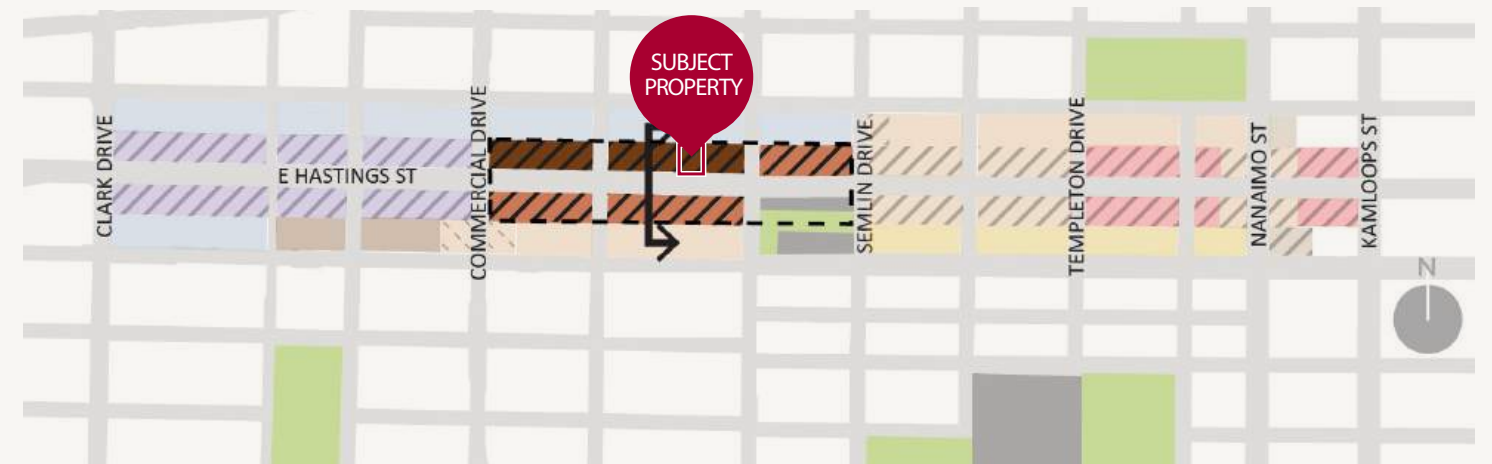 SUBJECT
PROPERTY
CLARK DRIVE
E HASTINGS ST
COMMERCIAL DRIVE
SEMLIN DRIVE
TEMPLETON DRIVE
NANAIMO ST
KAMLOOPS ST
N